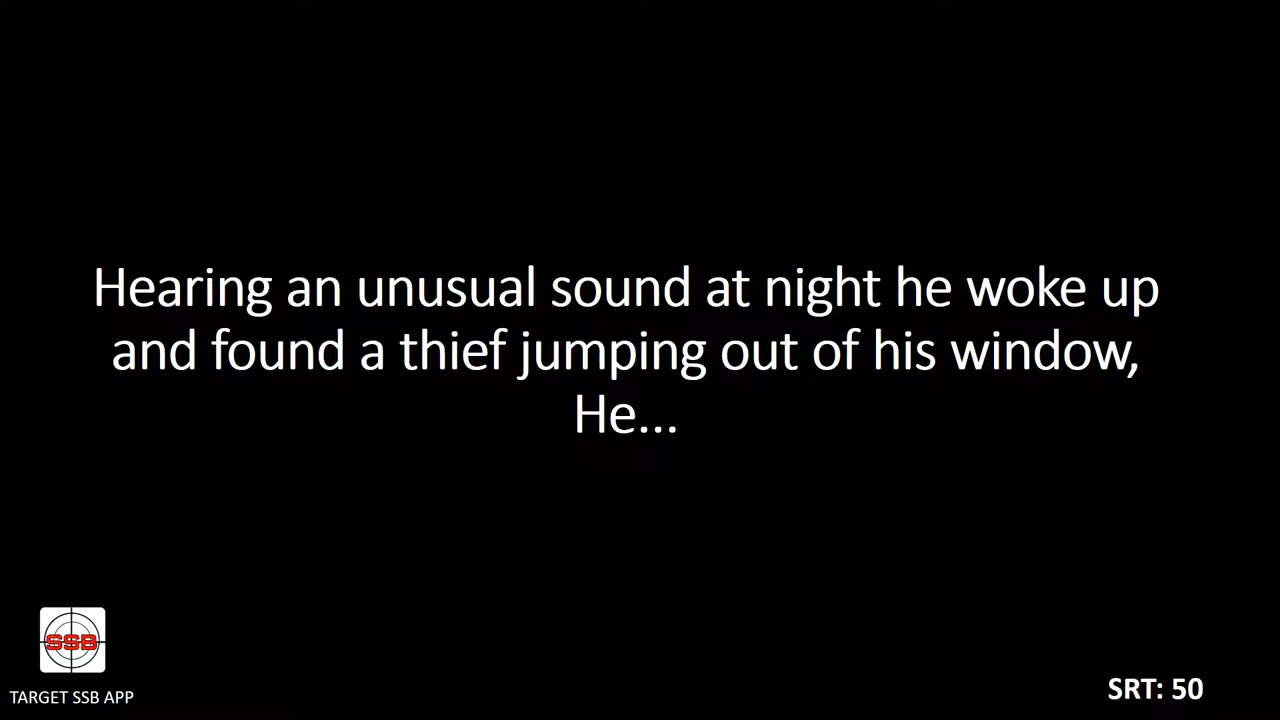 Hearing an unusual sound at night he woke up
and found a thief jumping out of his window,
He...
SSB
TARGET SSB APP
SRT: 50